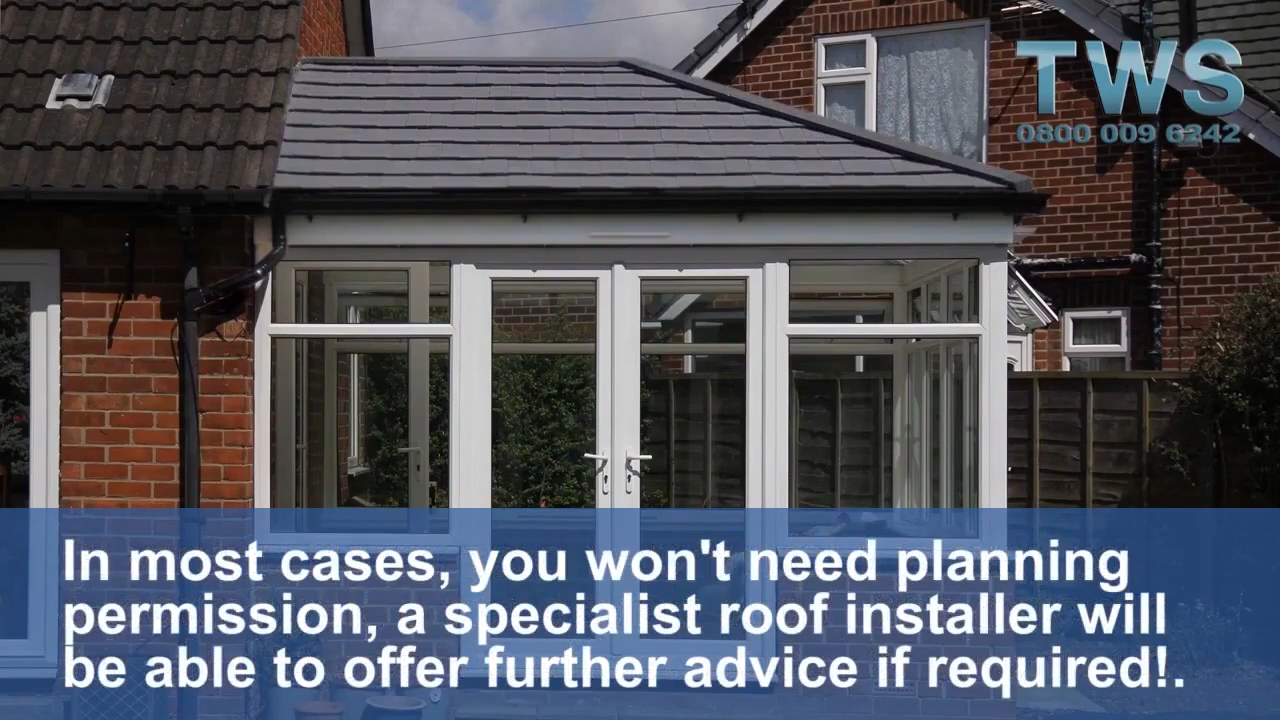 TWS
0800 009 6242
In most cases, you won't need planning
permission, a specialist roof installer will
be able to offer further advice if required!.